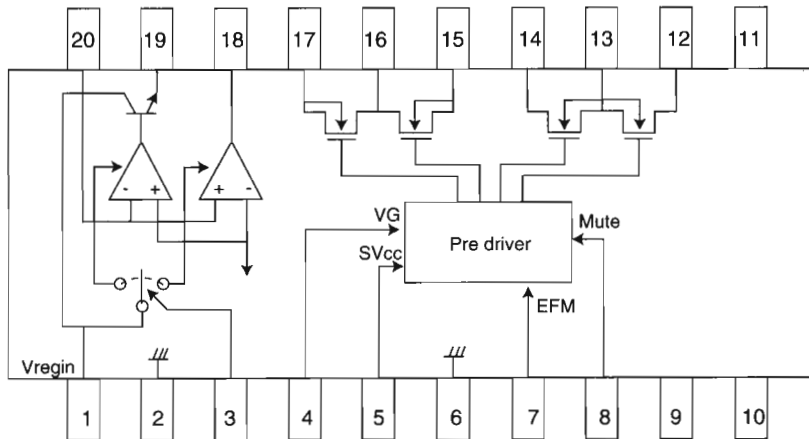 20 19 18 17 16 15 14 13 12 11
- + + -
VG
Mute
Pre driver
SVcc
EFM
Vregin
1 2 3 4 5 6 7 8 9 10